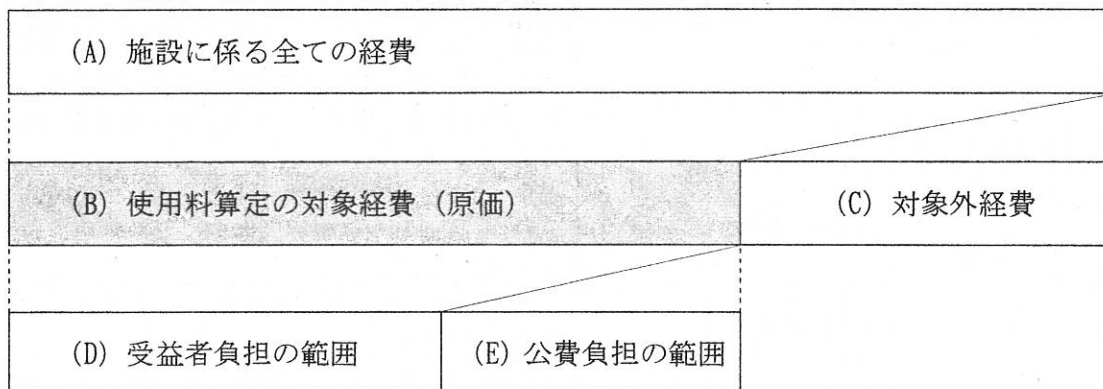 (A) 施設に係る全ての経費
(B) 使用料算定の対象経費（原価）
(C) 対象外経費
(D) 受益者負担の範囲
(E) 公費負担の範囲